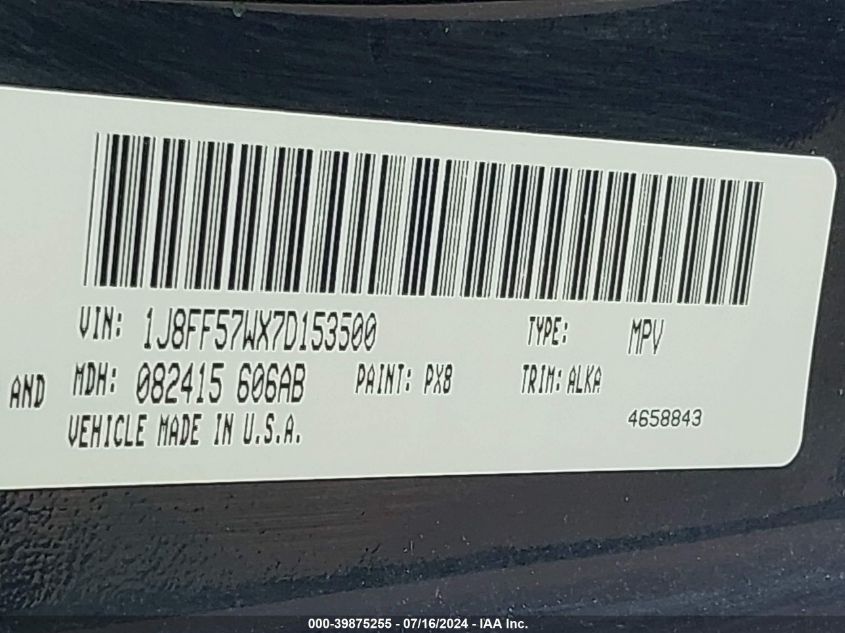 VIN: 1J8FF57WX7D153500 TYPE: MPV
AND MDH: 082415 606AB PAINT: PX8 TRIM: ALKA
VEHICLE MADE IN U.S.A. 4658843
000-39875255 - 07/16/2024 - IAA Inc.